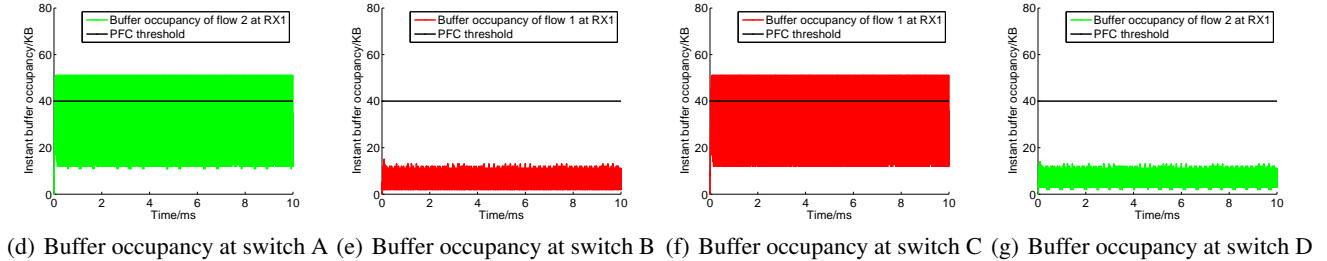 80
60
40
20
0
Instant buffer occupancy/KB
Buffer occupancy of flow 2 at RX1
PFC threshold
0 2 4 6 8 10
Time/ms
80
60
40
20
0
Instant buffer occupancy/KB
Buffer occupancy of flow 1 at RX1
PFC threshold
0 2 4 6 8 10
Time/ms
80
60
40
20
0
Instant buffer occupancy/KB
Buffer occupancy of flow 1 at RX1
PFC threshold
0 2 4 6 8 10
Time/ms
80
60
40
20
0
Instant buffer occupancy/KB
Buffer occupancy of flow 2 at RX1
PFC threshold
0 2 4 6 8 10
Time/ms
(d) Buffer occupancy at switch A (e) Buffer occupancy at switch B (f) Buffer occupancy at switch C (g) Buffer occupancy at switch D